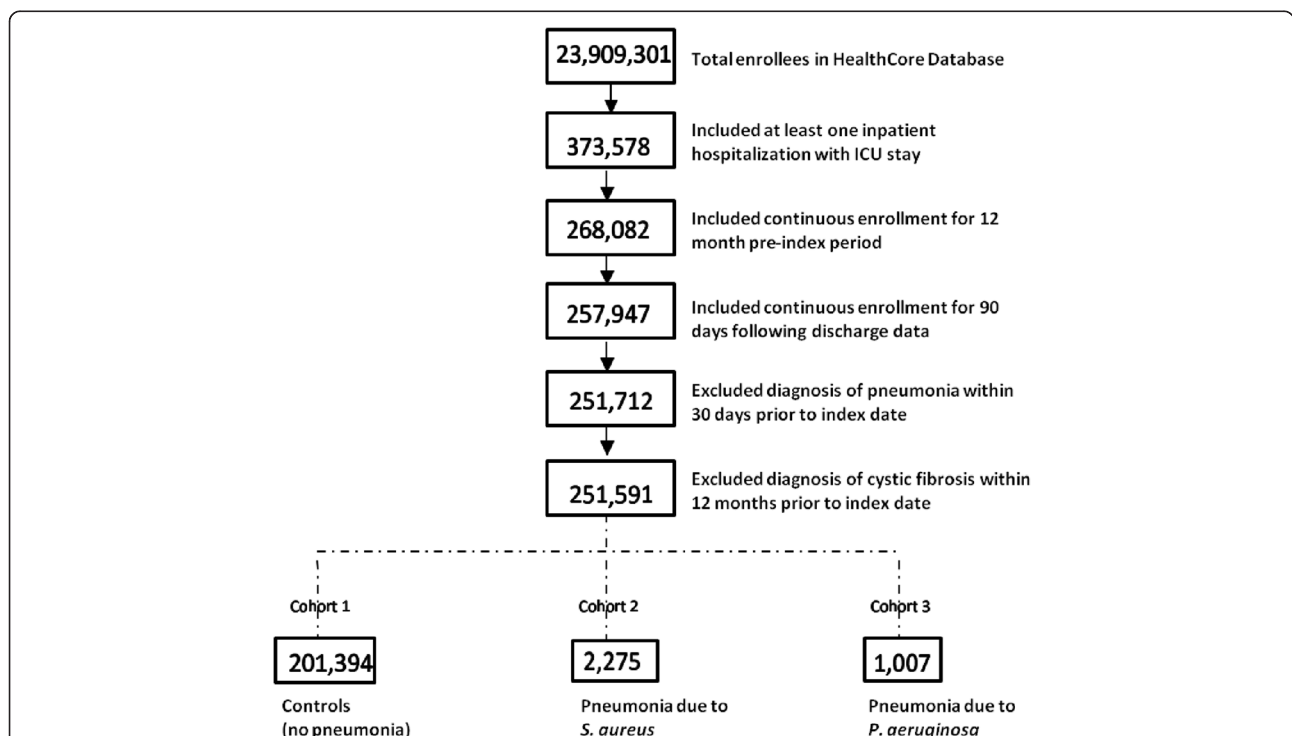 23,909,301
Total enrollees in HealthCore Database
373,578
Included at least one inpatient
hospitalization with ICU stay
268,082
Included continuous enrollment for 12
month pre-index period
257,947
Included continuous enrollment for 90
days following discharge data
251,712
Excluded diagnosis of pneumonia within
30 days prior to index date
251,591
Excluded diagnosis of cystic fibrosis within
12 months prior to index date
Cohort 1
Cohort 2
Cohort 3
201,394
2,275
1,007
Controls
(no pneumonia)
Pneumonia due to
S. aureus
Pneumonia due to
P. aeruginosa